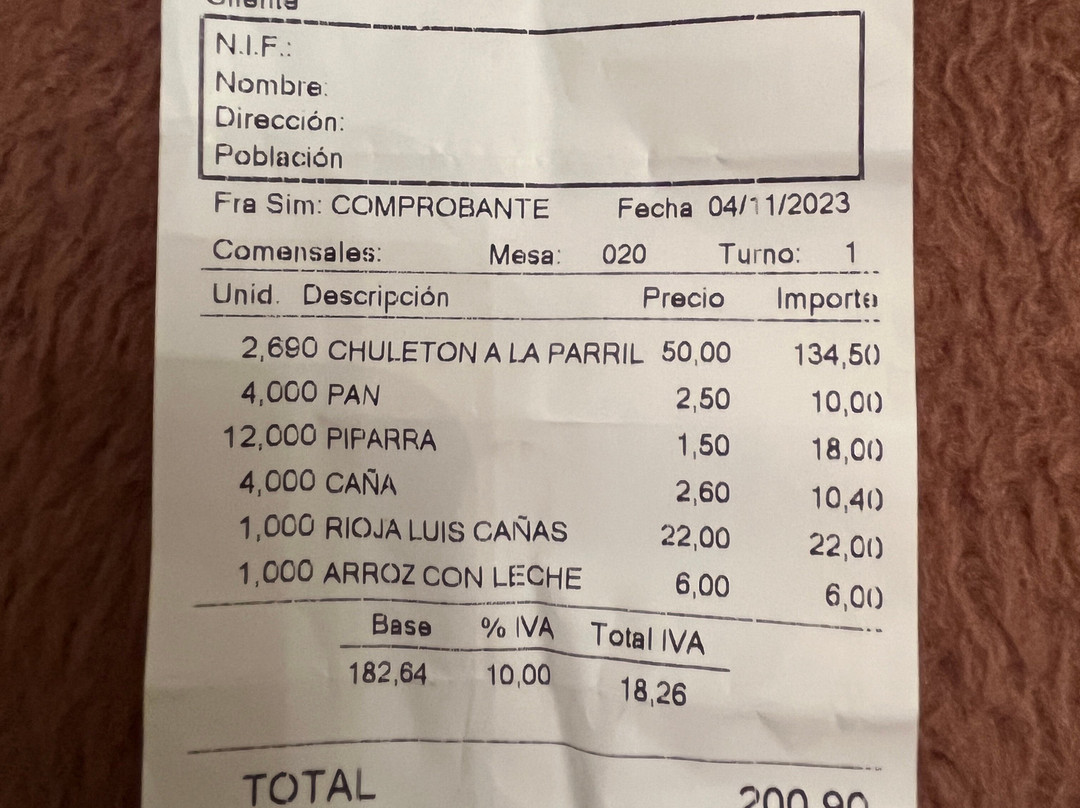 Cliente
N.I.F.:
Nombre:
Dirección:
Población
Fra Sim: COMPROBANTE Fecha 04/11/2023
Comensales: Mesa: 020 Turno: 1
Unid. Descripción Precio Importe
2,690 CHULETON A LA PARRIL 50,00 134,50
4,000 PAN 2,50 10,00
12,000 PIPARRA 1,50 18,00
4,000 CAÑA 2,60 10,40
1,000 RIOJA LUIS CAÑAS 22,00 22,00
1,000 ARROZ CON LECHE 6,00 6,00
Base % IVA Total IVA
182,64 10,00 18,26
TOTAL 200,90